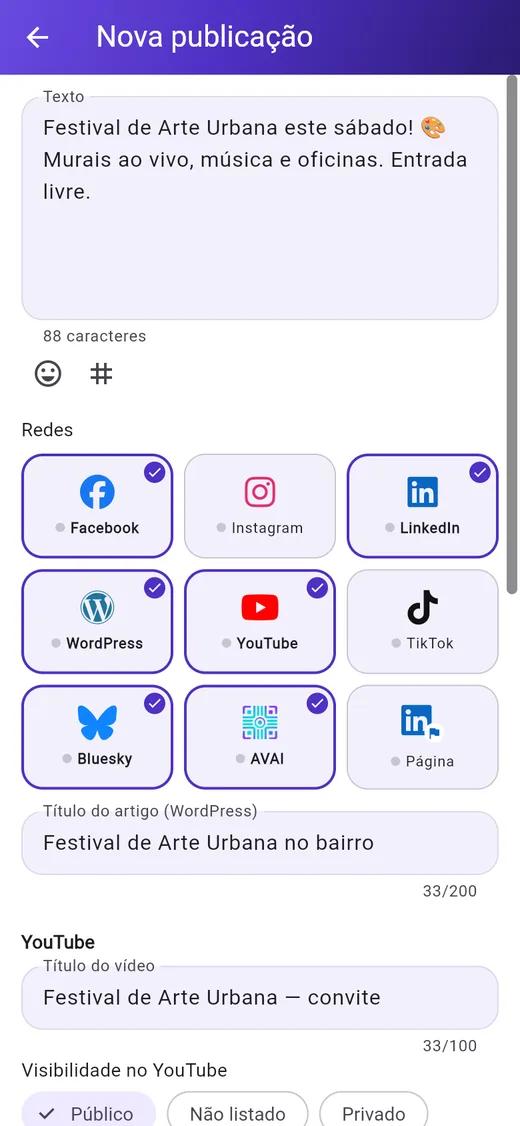 Nova publicação
Texto
Festival de Arte Urbana este sábado! 🎨
Murais ao vivo, música e oficinas. Entrada
livre.
88 caracteres
Redes
Facebook
Instagram
in
LinkedIn
WordPress
YouTube
TikTok
Bluesky
AVAI
in
Página
Título do artigo (WordPress)
Festival de Arte Urbana no bairro
33/200
YouTube
Título do vídeo
Festival de Arte Urbana — convite
33/100
Visibilidade no YouTube
Público
Não listado
Privado